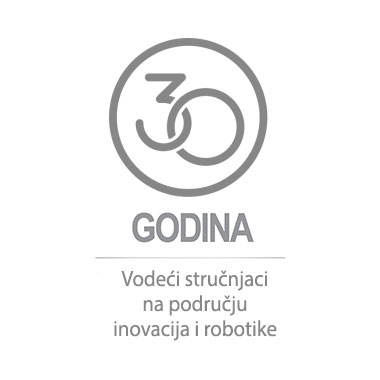 30
GODINA
Vodeći stručnjaci
na području
inovacija i robotike